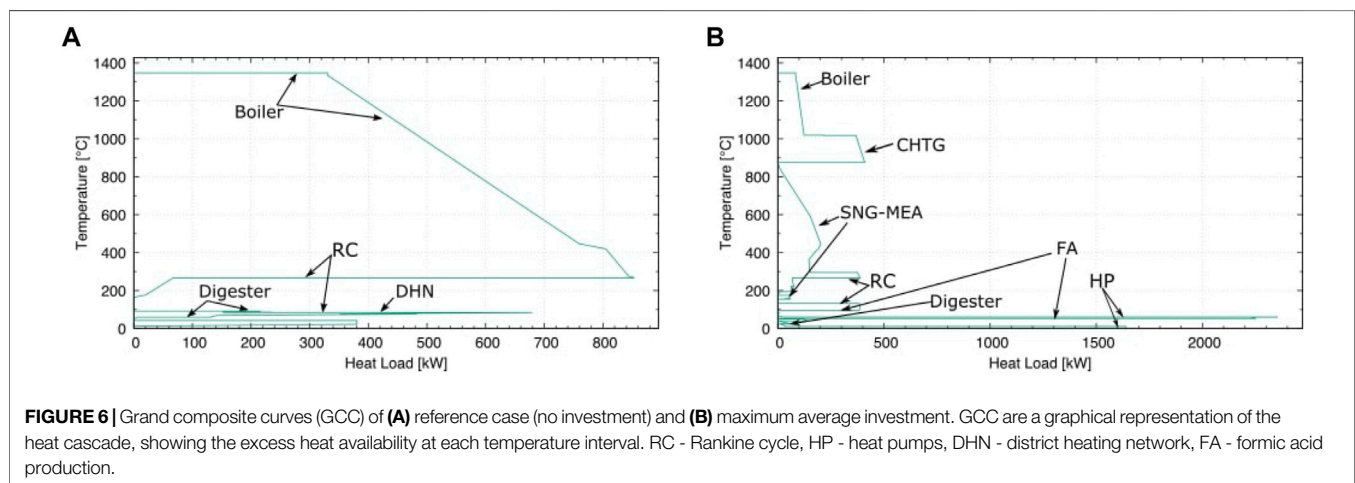 A
B
1400
1200
1000
800
600
400
200
0
Temperature [°C]
Boiler
RC
Digester
DHN
0 100 200 300 400 500 600 700 800
Heat Load [kW]
1400
1200
1000
800
600
400
200
0
Temperature [°C]
Boiler
CHTG
SNG-MEA
FA
RC
HP
Digester
0 500 1000 1500 2000
Heat Load [kW]
FIGURE 6 | Grand composite curves (GCC) of (A) reference case (no investment) and (B) maximum average investment. GCC are a graphical representation of the
heat cascade, showing the excess heat availability at each temperature interval. RC - Rankine cycle, HP - heat pumps, DHN - district heating network, FA - formic acid
production.